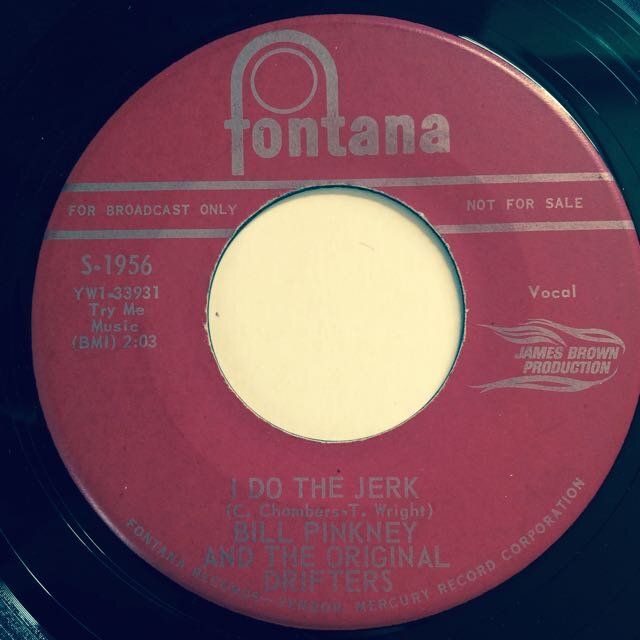 fontana
FOR BROADCAST ONLY
NOT FOR SALE
S-1956
YW1-33931
Try Me
Music
(BMI) 2:03
Vocal
JAMES BROWN
PRODUCTION
I DO THE JERK
(C. Chambers-T. Wright)
BILL PINKNEY
AND THE ORIGINAL
DRIFTERS
FONTANA RECORDS, VENDOR, MERCURY RECORD CORPORATION